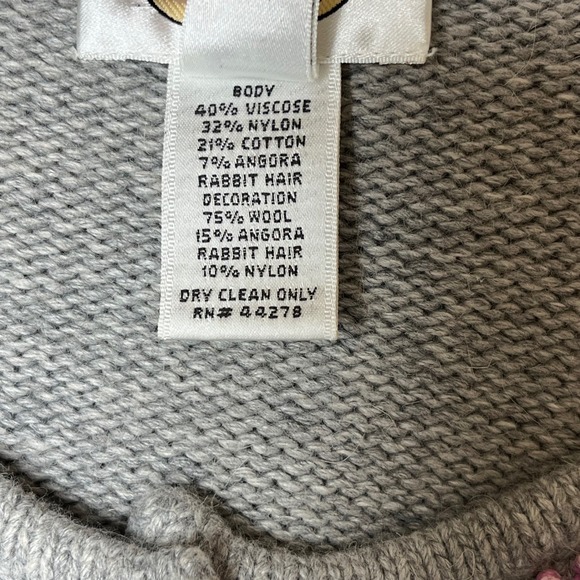 BODY
40% VISCOSE
32% NYLON
21% COTTON
7% ANGORA
RABBIT HAIR
DECORATION
75% WOOL
15% ANGORA
RABBIT HAIR
10% NYLON
DRY CLEAN ONLY
RN# 44278